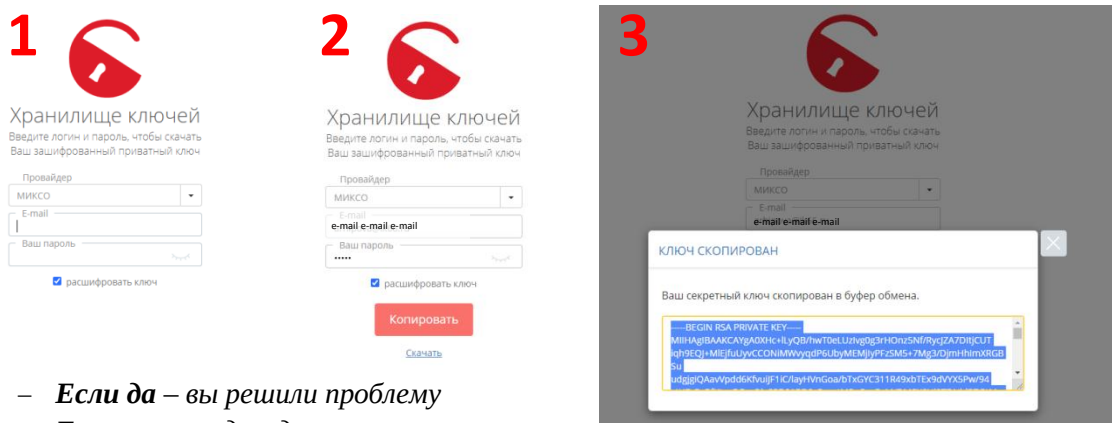 1
Хранилище ключей
Введите логин и пароль, чтобы скачать
Ваш зашифрованный приватный ключ
Провайдер
МИКСО
E-mail
Ваш пароль
расшифровать ключ
2
Хранилище ключей
Введите логин и пароль, чтобы скачать
Ваш зашифрованный приватный ключ
Провайдер
МИКСО
E-mail
e-mail e-mail e-mail
Ваш пароль
•••••
расшифровать ключ
Копировать
Скачать
3
Хранилище ключей
Введите логин и пароль, чтобы скачать
Ваш зашифрованный приватный ключ
Провайдер
МИКСО
E-mail
e-mail e-mail e-mail
КЛЮЧ СКОПИРОВАН
Ваш секретный ключ скопирован в буфер обмена.
-----BEGIN RSA PRIVATE KEY-----
Su
– Если да – вы решили проблему